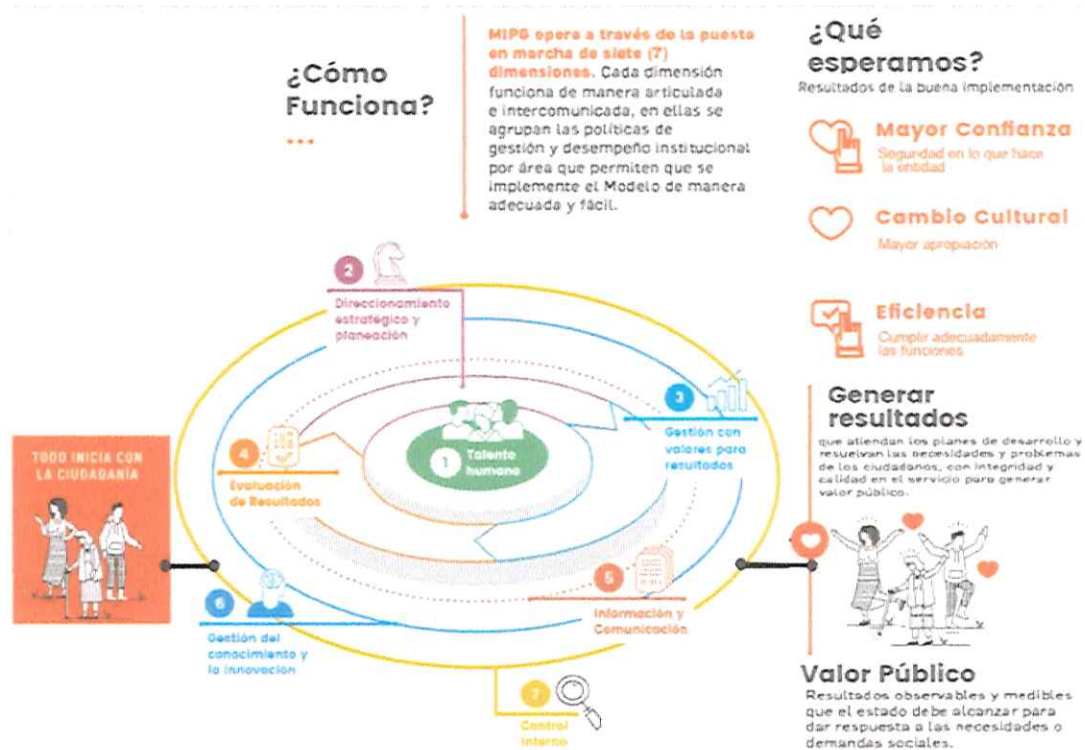 ¿Cómo
Funciona?
MIPG opera a través de la puesta
en marcha de siete (7)
dimensiones. Cada dimensión
funciona de manera articulada
e intercomunicada, en ellas se
agrupan las políticas de
gestión y desempeño institucional
por área que permiten que se
implemente el Modelo de manera
adecuada y fácil.
¿Qué
esperamos?
Resultados de la buena implementación
Mayor Confianza
Seguridad en lo que hace
la entidad
Cambio Cultural
Mayor apropiación
Eficiencia
Cumplir adecuadamente
las funciones
Generar
resultados
que atiendan los planes de desarrollo y
resuelvan las necesidades y problemas
de los ciudadanos, con integridad y
calidad en el servicio para generar
valor público.
Valor Público
Resultados observables y medibles
que el estado debe alcanzar para
dar respuesta a las necesidades o
demandas sociales.
TODO INICIA CON
LA CIUDADANÍA
1
Talento
humano
2
Direccionamiento
estratégico y
planeación
3
Gestión con
valores para
resultados
4
Evaluación
de Resultados
5
Información y
Comunicación
6
Gestión del
conocimiento y
la innovación
7
Control
interno